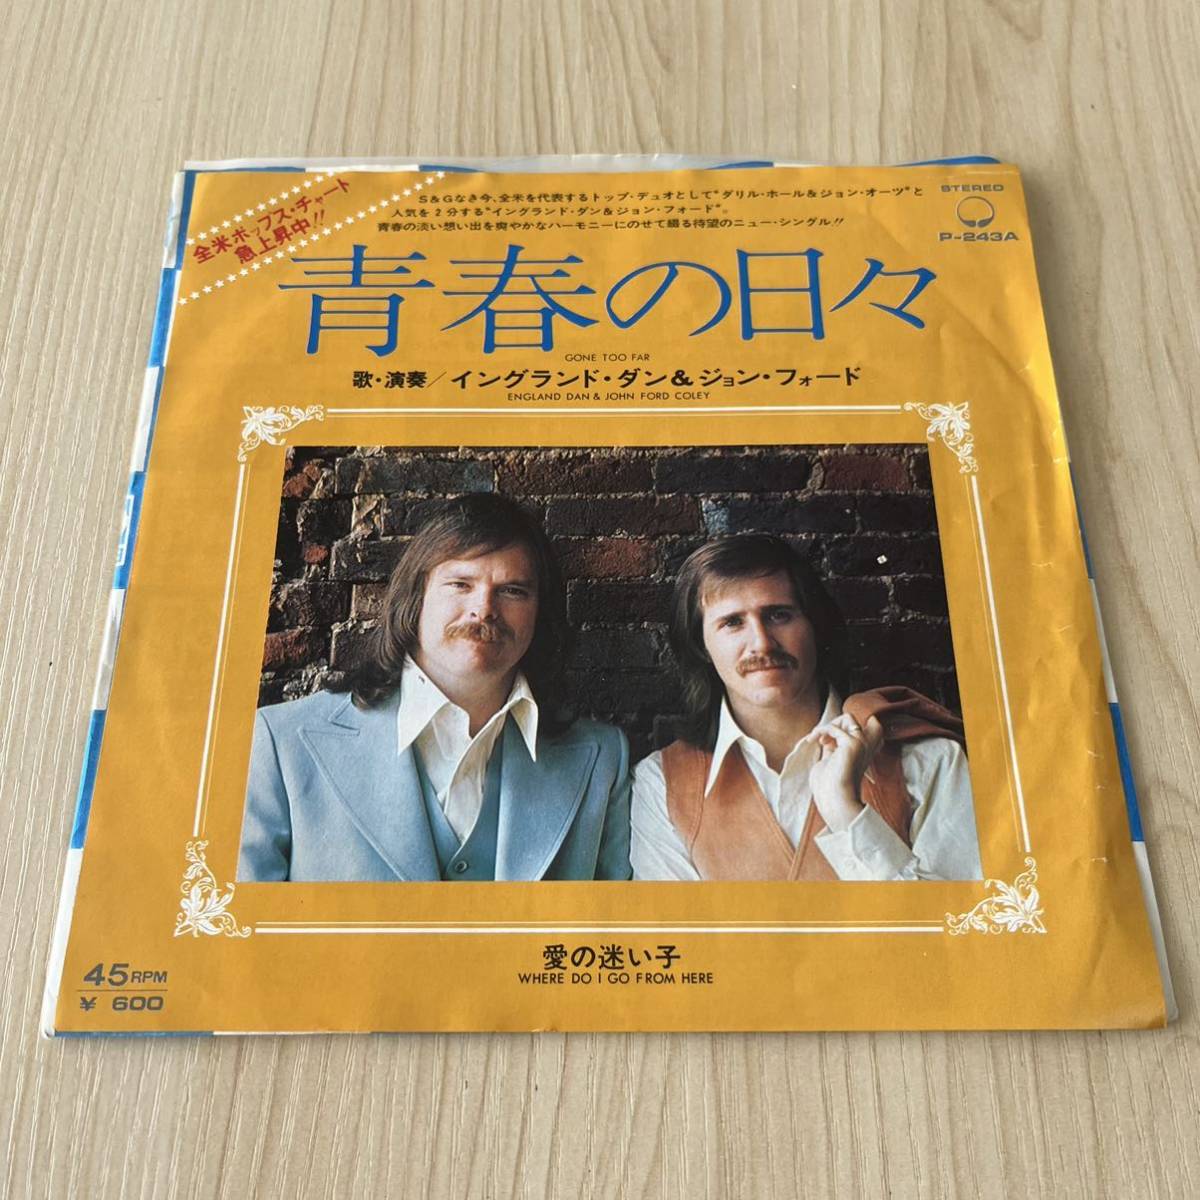 全米ポップス・チャート
急上昇中!!
S&Gなき今、全米を代表するトップ・デュオとして"ダリル・ホール&ジョン・オーツ"と
人気を2分する"イングランド・ダン&ジョン・フォード"。
青春の淡い想い出を爽やかなハーモニーにのせて綴る待望のニュー・シングル!!
STEREO
P-243A
青春の日々
GONE TOO FAR
歌・演奏/イングランド・ダン&ジョン・フォード
ENGLAND DAN & JOHN FORD COLEY
愛の迷い子
WHERE DO I GO FROM HERE
45RPM
¥ 600